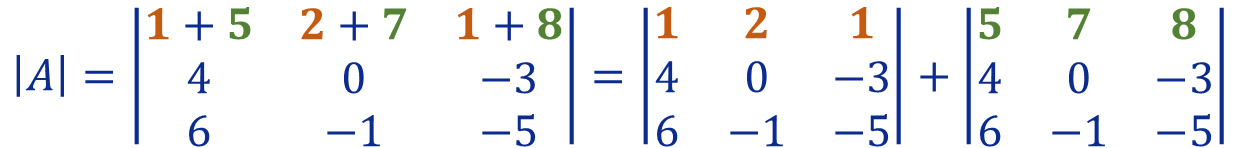 |A| = | 1 + 5 2 + 7 1 + 8 | = | 1 2 1 | + | 5 7 8 |
| 4 0 −3 | | 4 0 −3 | | 4 0 −3 |
| 6 −1 −5 | | 6 −1 −5 | | 6 −1 −5 |